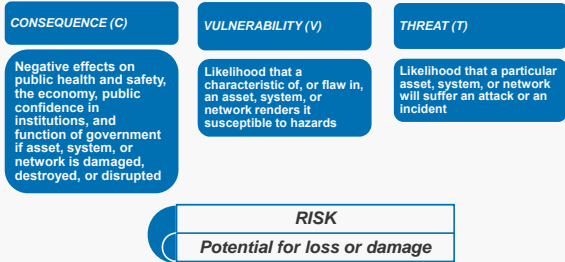 CONSEQUENCE (C)
Negative effects on
public health and safety,
the economy, public
confidence in
institutions, and
function of government
if asset, system, or
network is damaged,
destroyed, or disrupted
VULNERABILITY (V)
Likelihood that a
characteristic of, or flaw in,
an asset, system, or
network renders it
susceptible to hazards
THREAT (T)
Likelihood that a particular
asset, system, or network
will suffer an attack or an
incident
RISK
Potential for loss or damage